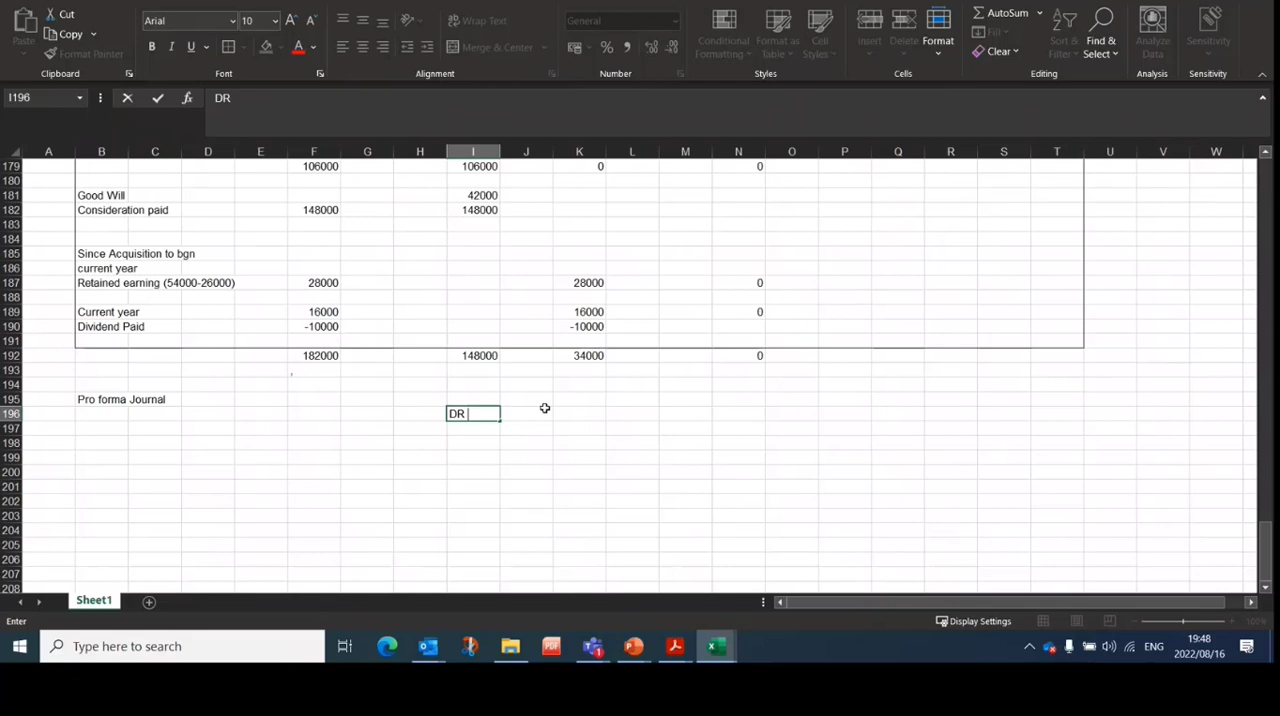 Cut
Copy
Paste
Format Painter
Clipboard
Arial
10
B I U
A
Font
Wrap Text
Merge & Center
Alignment
General
%
Number
Conditional Formatting
Format as Table
Cell Styles
Styles
Insert
Delete
Format
Cells
AutoSum
Fill
Clear
Sort & Filter
Find & Select
Editing
Analyze Data
Analysis
Sensitivity
Sensitivity
I196
fx
DR
A B C D E F G H I J K L M N O P Q R S T U V W
179 106000 106000 0 0
180
181 Good Will 42000
182 Consideration paid 148000 148000
183
184
185 Since Acquisition to bgn
186 current year
187 Retained earning (54000-26000) 28000 28000 0
188
189 Current year 16000 16000 0
190 Dividend Paid -10000 -10000
191
192 182000 148000 34000 0
193 ,
194
195 Pro forma Journal
196 DR
197
198
199
200
201
202
203
204
205
206
207
208
Sheet1
Enter
Display Settings
100%
Type here to search
PDF
ENG
19:48
2022/08/16